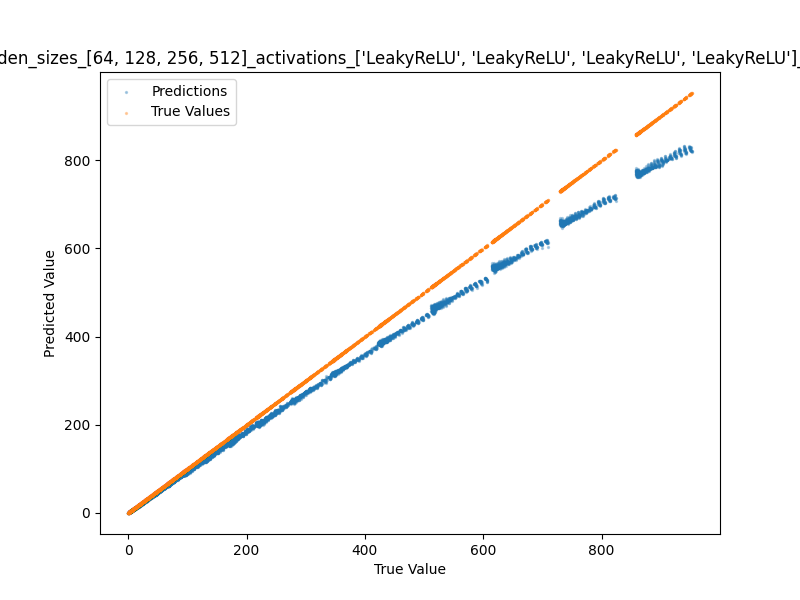 den_sizes_[64, 128, 256, 512]_activations_['LeakyReLU', 'LeakyReLU', 'LeakyReLU', 'LeakyReLU']_
Predictions
True Values
800
600
400
200
0
Predicted Value
0 200 400 600 800
True Value